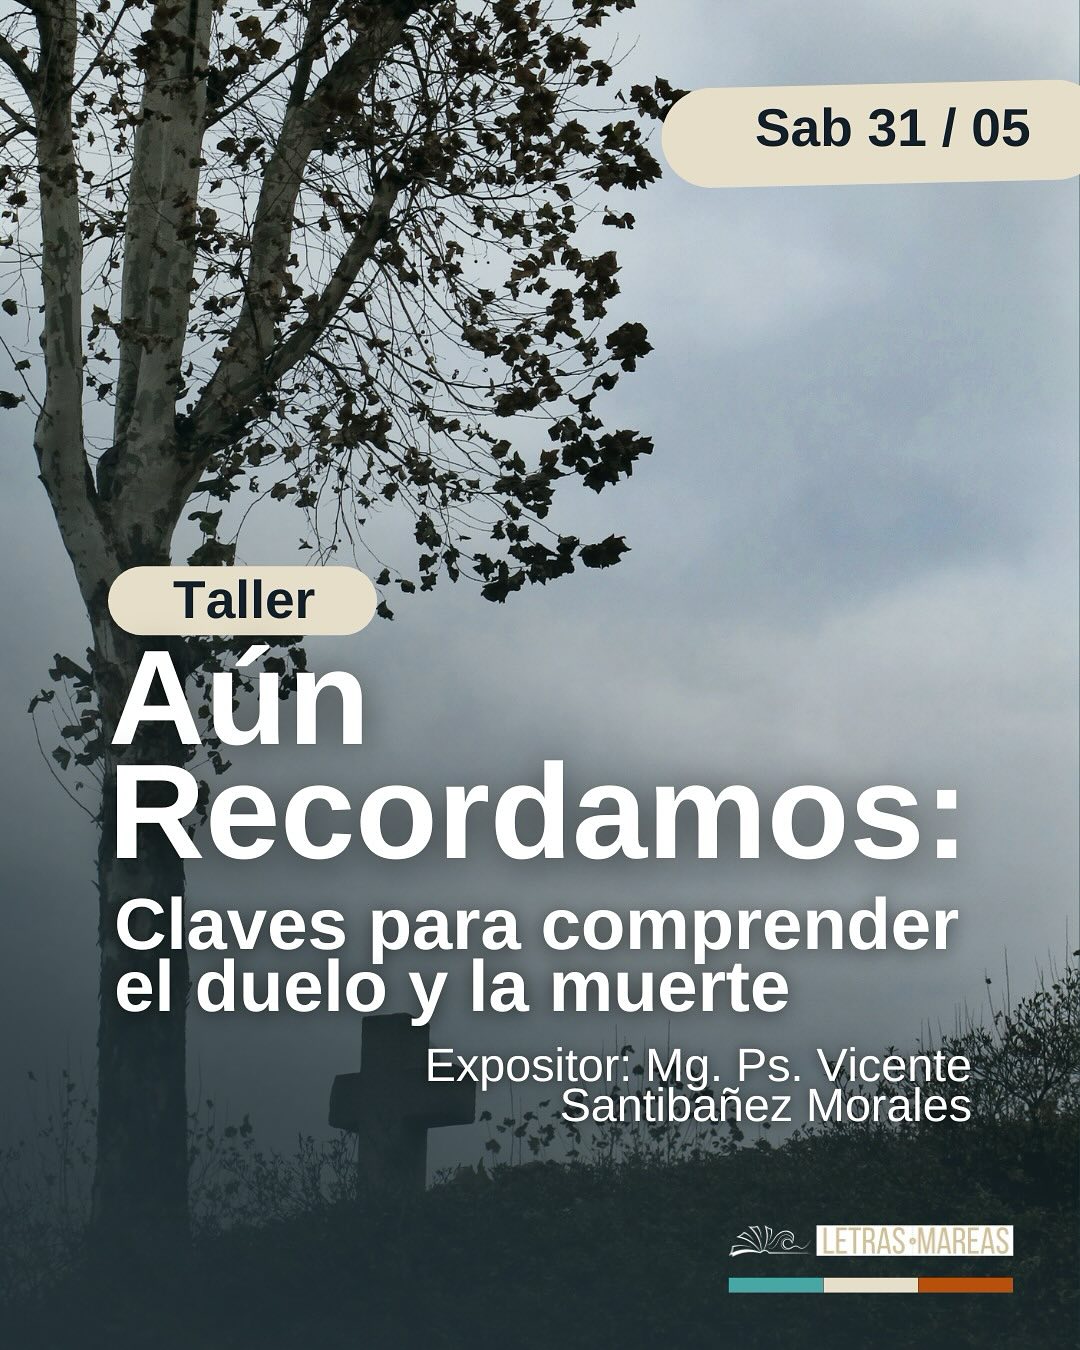 Sab 31 / 05
Taller
Aún
Recordamos:
Claves para comprender
el duelo y la muerte
Expositor: Mg. Ps. Vicente
Santibañez Morales
LETRAS MAREAS